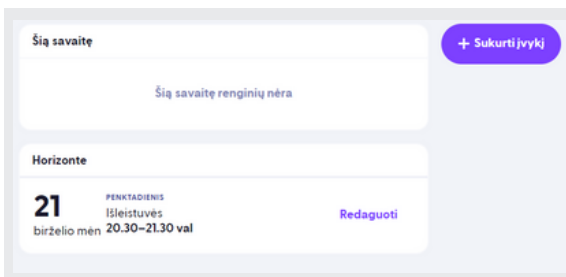 Šią savaitę
+ Sukurti įvykį
Šią savaitę renginių nėra
Horizonte
21
birželio mėn
PENKTADIENIS
Išleistuvės
20.30–21.30 val
Redaguoti